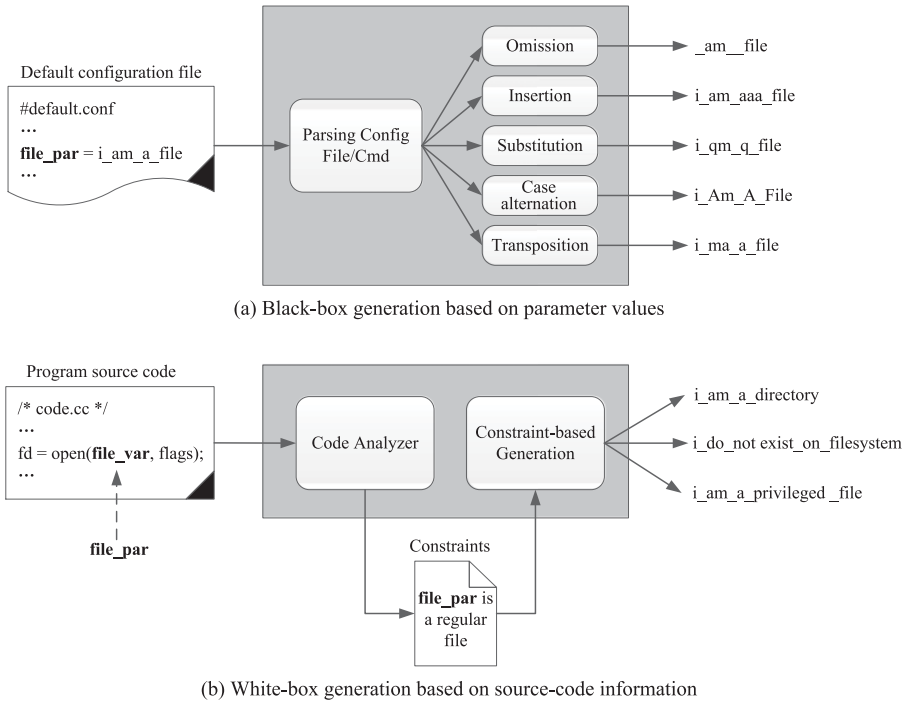 Default configuration file
#default.conf
...
file_par = i_am_a_file
...
Parsing Config
File/Cmd
Omission
Insertion
Substitution
Case
alternation
Transposition
_am__file
i_am_aaa_file
i_qm_q_file
i_Am_A_File
i_ma_a_file
(a) Black-box generation based on parameter values
Program source code
/* code.cc */
...
fd = open(file_var, flags);
...
file_par
Code Analyzer
Constraint-based
Generation
i_am_a_directory
i_do_not exist_on_filesystem
i_am_a_privileged _file
Constraints
file_par is
a regular
file
(b) White-box generation based on source-code information